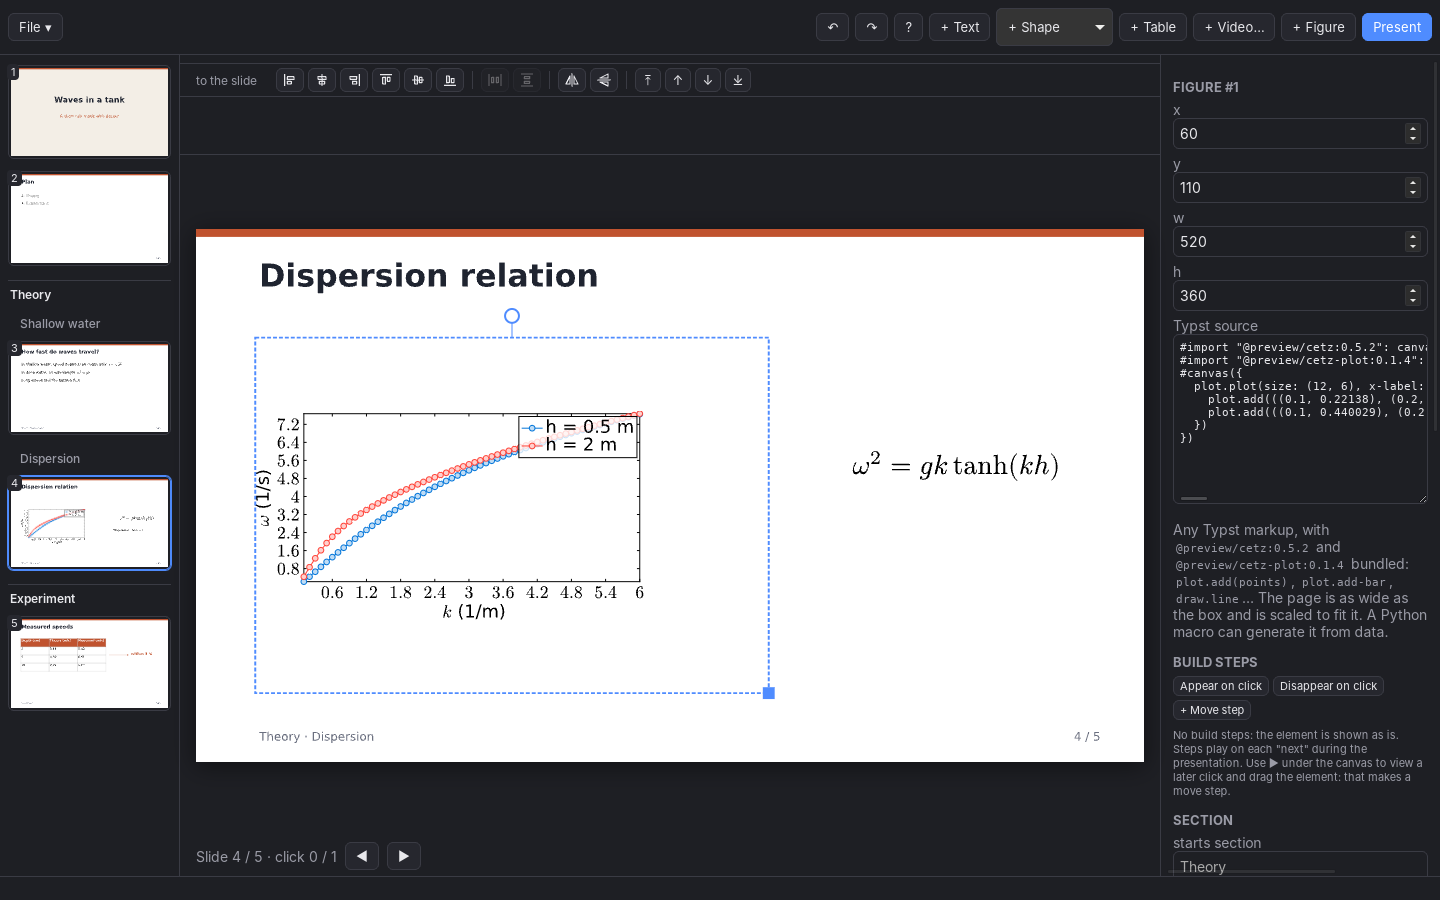 File ▾
↶
↷
?
+ Text
+ Shape
+ Table
+ Video...
+ Figure
Present
1
Waves in a tank
2
Plan
Theory
Shallow water
3
How fast do waves travel?
Dispersion
4
Dispersion relation
Experiment
5
Measured speeds
to the slide
Dispersion relation
7.2
6.4
5.6
4.8
4
3.2
2.4
1.6
0.8
ω (1/s)
h = 0.5 m
h = 2 m
0.6 1.2 1.8 2.4 3 3.6 4.2 4.8 5.4 6
k (1/m)
ω² = gk tanh(kh)
Theory · Dispersion
4 / 5
Slide 4 / 5 · click 0 / 1
◀
▶
FIGURE #1
x
60
y
110
w
520
h
360
Typst source
#import "@preview/cetz:0.5.2": canva
#import "@preview/cetz-plot:0.1.4":
#canvas({
plot.plot(size: (12, 6), x-label:
plot.add(((0.1, 0.22138), (0.2,
plot.add(((0.1, 0.440029), (0.2
})
})
Any Typst markup, with
@preview/cetz:0.5.2 and
@preview/cetz-plot:0.1.4 bundled:
plot.add(points), plot.add-bar,
draw.line... The page is as wide as
the box and is scaled to fit it. A Python
macro can generate it from data.
BUILD STEPS
Appear on click
Disappear on click
+ Move step
No build steps: the element is shown as is.
Steps play on each "next" during the
presentation. Use ▶ under the canvas to view a
later click and drag the element: that makes a
move step.
SECTION
starts section
Theory